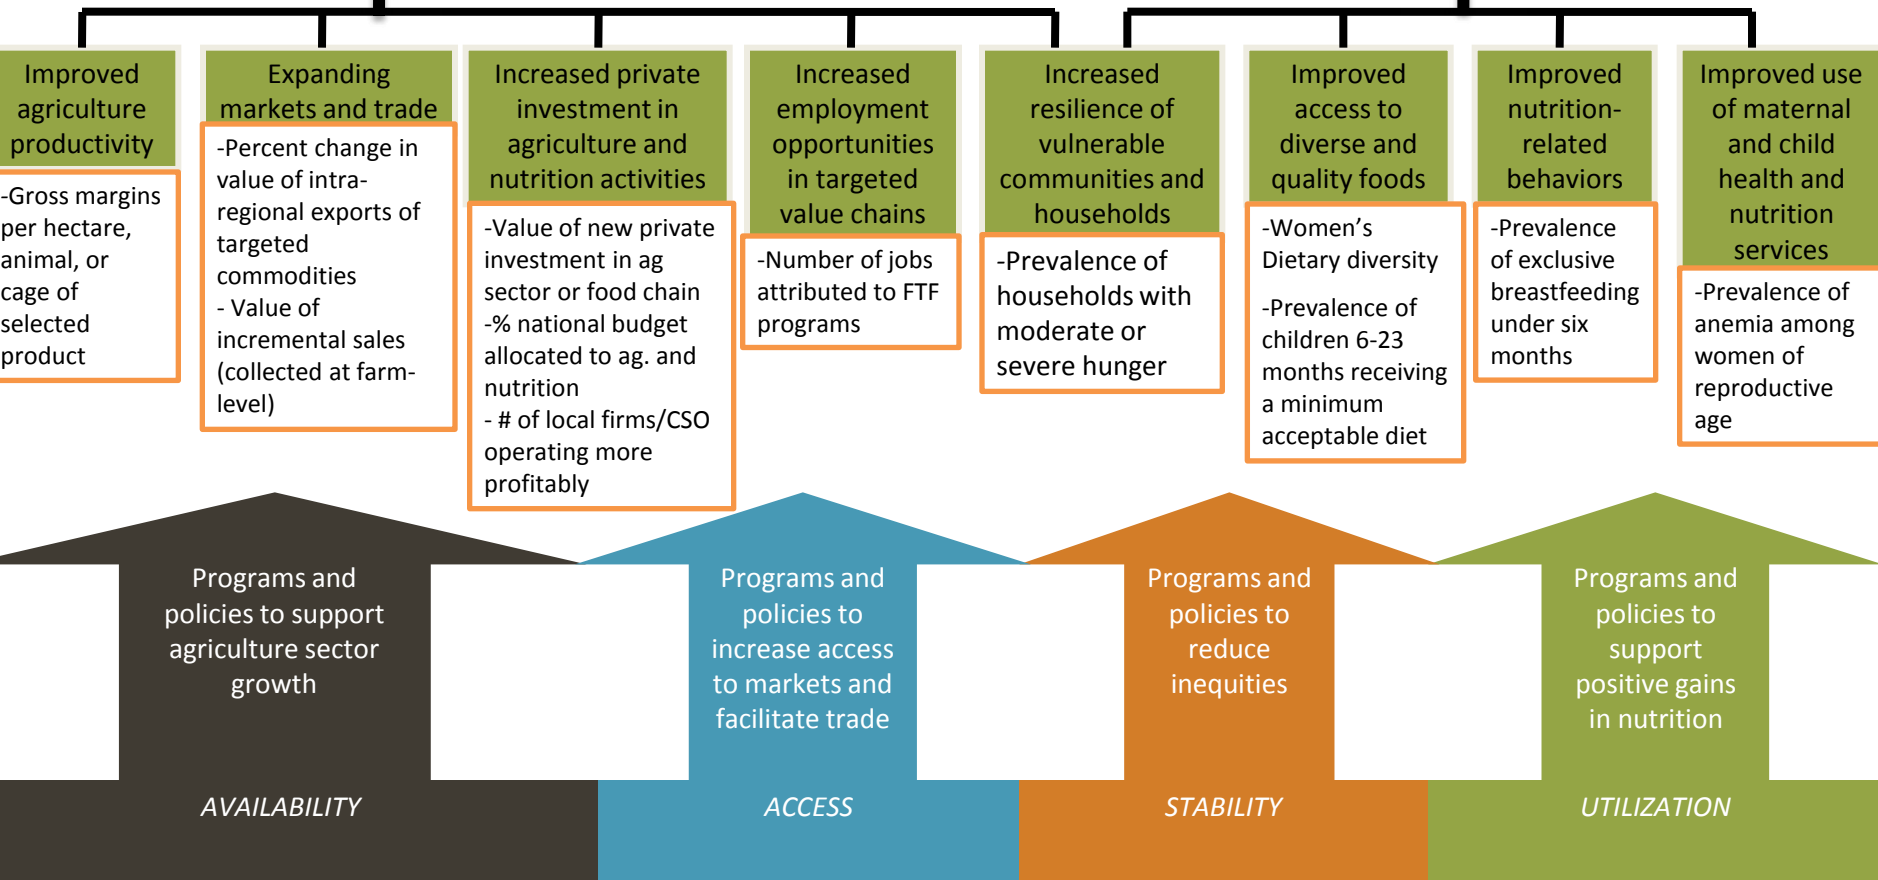 Improved
agriculture
productivity
-Gross margins
per hectare,
animal, or
cage of
selected
product
Expanding
markets and trade
-Percent change in
value of intra-
regional exports of
targeted
commodities
- Value of
incremental sales
(collected at farm-
level)
Increased private
investment in
agriculture and
nutrition activities
-Value of new private
investment in ag
sector or food chain
-% national budget
allocated to ag. and
nutrition
- # of local firms/CSO
operating more
profitably
Increased
employment
opportunities
in targeted
value chains
-Number of jobs
attributed to FTF
programs
Increased
resilience of
vulnerable
communities and
households
-Prevalence of
households with
moderate or
severe hunger
Improved
access to
diverse and
quality foods
-Women’s
Dietary diversity
-Prevalence of
children 6-23
months receiving
a minimum
acceptable diet
Improved
nutrition-
related
behaviors
-Prevalence
of exclusive
breastfeeding
under six
months
Improved use
of maternal
and child
health and
nutrition
services
-Prevalence of
anemia among
women of
reproductive
age
Programs and
policies to support
agriculture sector
growth
AVAILABILITY
Programs and
policies to
increase access
to markets and
facilitate trade
ACCESS
Programs and
policies to
reduce
inequities
STABILITY
Programs and
policies to
support
positive gains
in nutrition
UTILIZATION